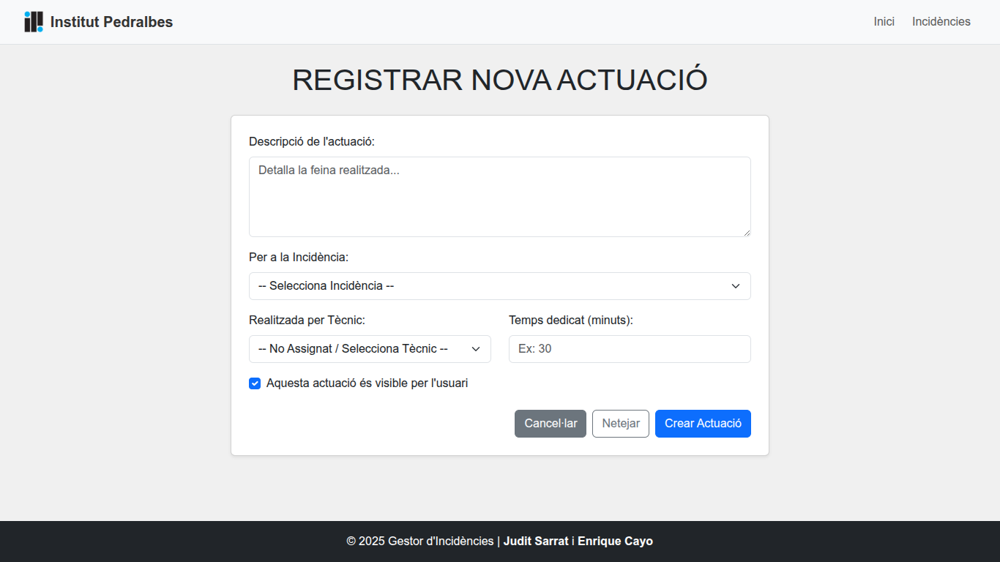 Institut Pedralbes
Inici Incidències
REGISTRAR NOVA ACTUACIÓ
Descripció de l'actuació:
Detalla la feina realitzada...
Per a la Incidència:
-- Selecciona Incidència --
Realitzada per Tècnic:
-- No Assignat / Selecciona Tècnic --
Temps dedicat (minuts):
Ex: 30
Aquesta actuació és visible per l'usuari
Cancel·lar Netejar Crear Actuació
© 2025 Gestor d'Incidències | Judit Sarrat i Enrique Cayo